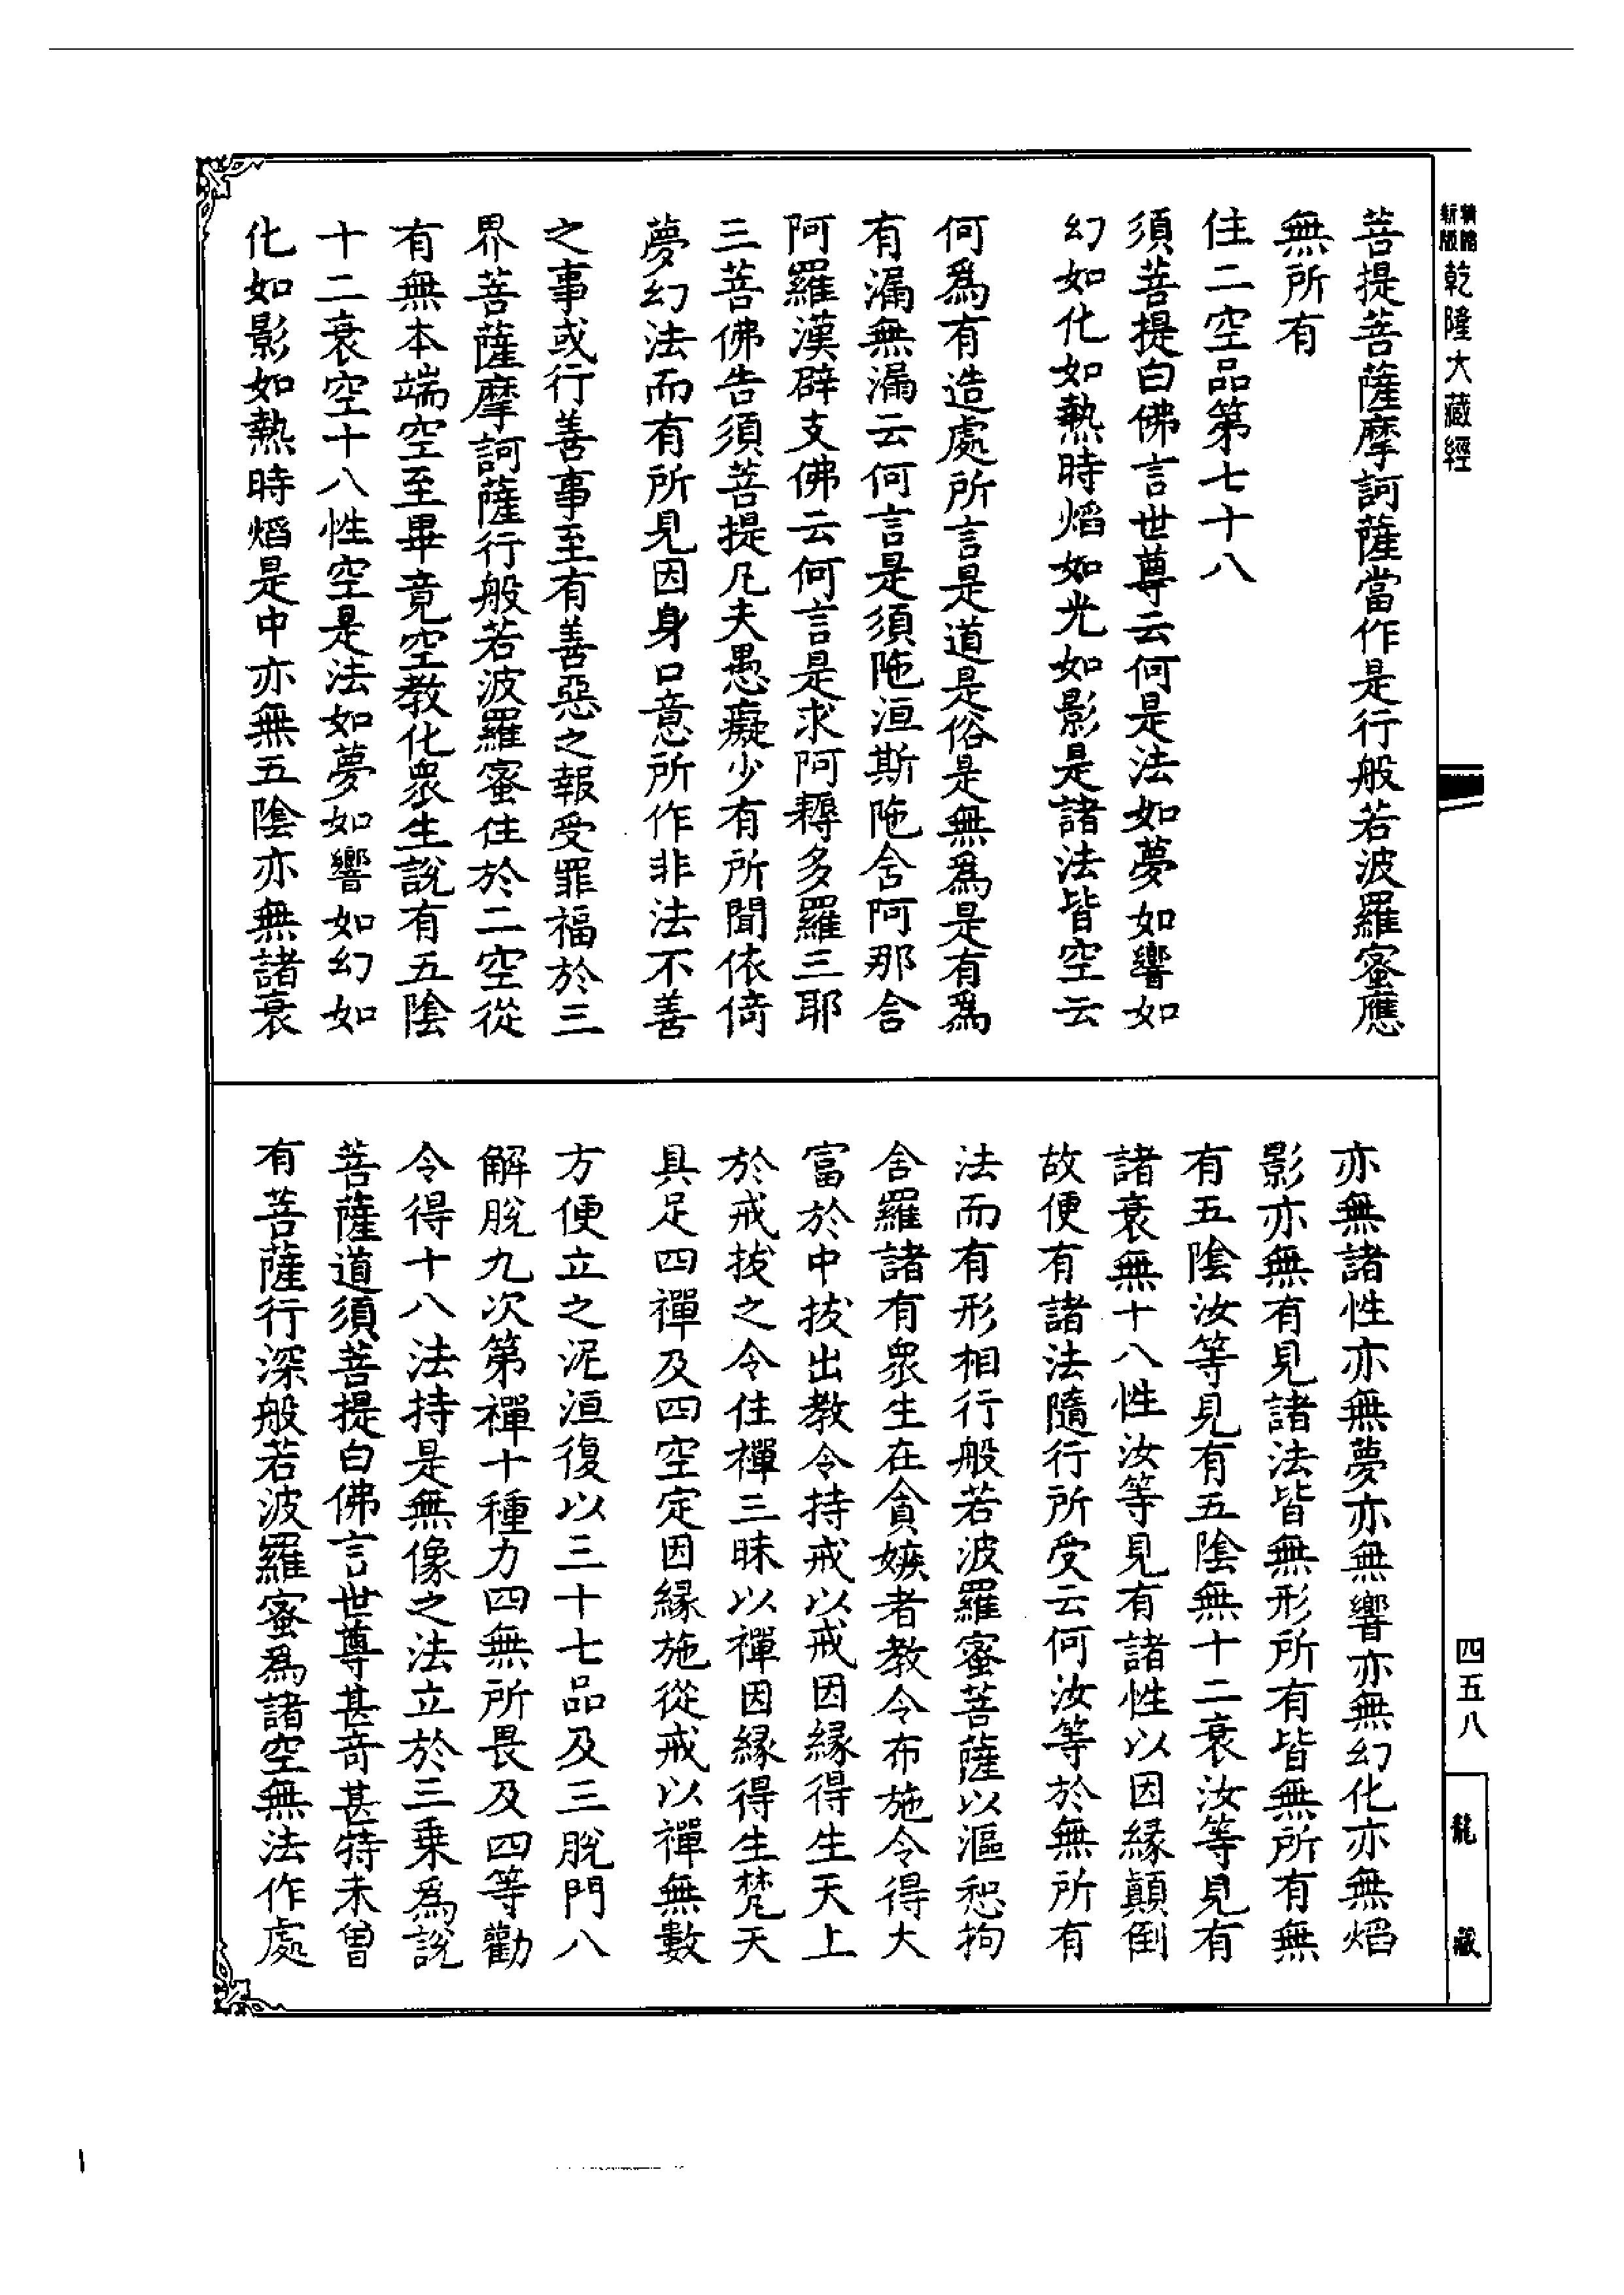 精縮新版乾隆大藏經
菩提菩薩摩訶薩當作是行般若波羅蜜應
無所有
住二空品第七十八
須菩提白佛言世尊云何是法如夢如響如
幻如化如熱時焰如光如影是諸法皆空云
何為有造處所言是道是俗是無為是有為
有漏無漏云何言是須陁洹斯陁含阿那含
阿羅漢辟支佛云何言是求阿耨多羅三耶
三菩佛告須菩提凡夫愚癡少有所聞依倚
夢幻法而有所見因身口意所作非法不善
之事或行善事至有善惡之報受罪福於三
界菩薩摩訶薩行般若波羅蜜住於二空從
有無本端空至畢竟空教化眾生說有五陰
十二衰空十八性空是法如夢如響如幻如
化如影如熱時焰是中亦無五陰亦無諸衰
亦無諸性亦無夢亦無響亦無幻化亦無焰
影亦無有見諸法皆無形所有皆無所有無
有五陰汝等見有五陰無十二衰汝等見有
諸衰無十八性汝等見有諸性以因緣顛倒
故便有諸法隨行所受云何汝等於無所有
法而有形相行般若波羅蜜菩薩以漚惒拘
舍羅諸有眾生在貪嫉者教令布施令得大
富於中拔出教令持戒以戒因緣得生天上
於戒拔之令住禪三昧以禪因緣得生梵天
具足四禪及四空定因緣施從戒以禪無數
方便立之泥洹復以三十七品及三脫門八
解脫九次第禪十種力四無所畏及四等勸
令得十八法持是無像之法立於三乘為說
菩薩道須菩提白佛言世尊甚奇甚特未曾
有菩薩行深般若波羅蜜為諸空無法作處
四五八
龍藏